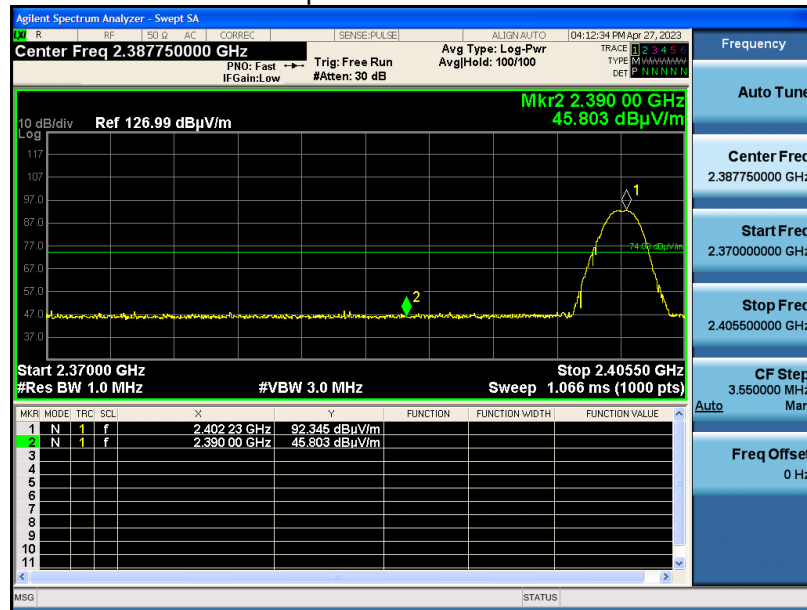 Agilent Spectrum Analyzer - Swept SA
LXI R RF 50 Ω AC CORREC SENSE:PULSE ALIGN AUTO 04:12:34 PM Apr 27, 2023
Center Freq 2.387750000 GHz
PNO: Fast
IFGain:Low
Trig: Free Run
#Atten: 30 dB
Avg Type: Log-Pwr
Avg|Hold: 100/100
TRACE 1 2 3 4 5 6
TYPE M WWWWW
DET P N N N N N
Mkr2 2.390 00 GHz
45.803 dBµV/m
10 dB/div Ref 126.99 dBµV/m
Log
117
107
97.0
87.0
77.0
67.0
57.0
47.0
37.0
1
74.00 dBµV/m
2
Start 2.37000 GHz Stop 2.40550 GHz
#Res BW 1.0 MHz #VBW 3.0 MHz Sweep 1.066 ms (1000 pts)
MKR MODE TRC SCL X Y FUNCTION FUNCTION WIDTH FUNCTION VALUE
1 N 1 f 2.402 23 GHz 92.345 dBµV/m
2 N 1 f 2.390 00 GHz 45.803 dBµV/m
3
4
5
6
7
8
9
10
11
MSG STATUS
Frequency
Auto Tune
Center Freq
2.387750000 GHz
Start Freq
2.370000000 GHz
Stop Freq
2.405500000 GHz
CF Step
3.550000 MHz
Auto Man
Freq Offset
0 Hz